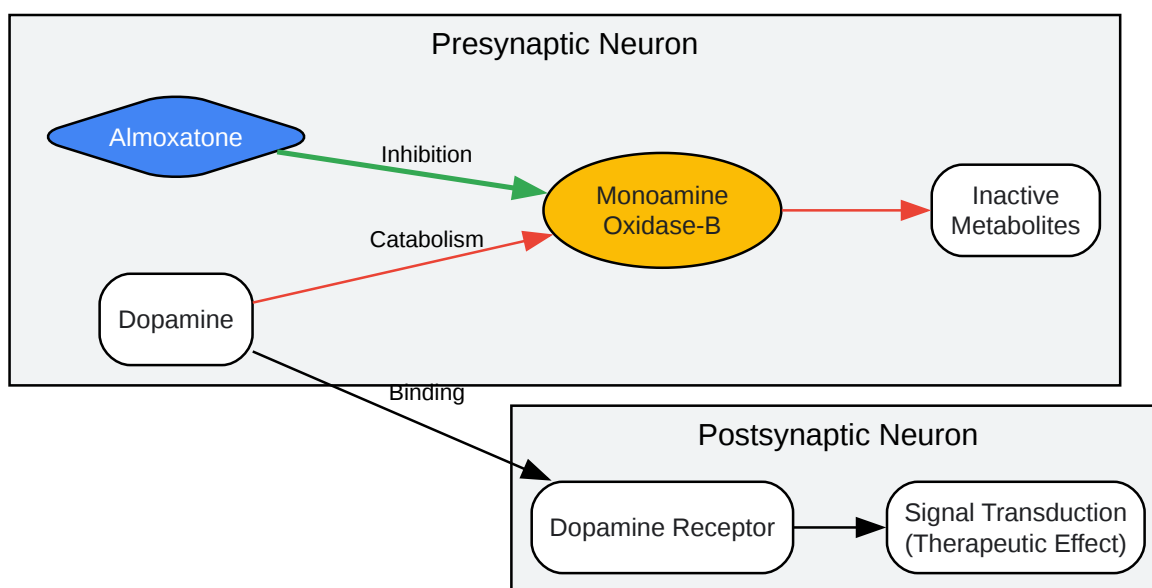 Presynaptic Neuron
Almoxatone
Inhibition
Monoamine
Oxidase-B
Inactive
Metabolites
Catabolism
Dopamine
Binding
Postsynaptic Neuron
Dopamine Receptor
Signal Transduction
(Therapeutic Effect)